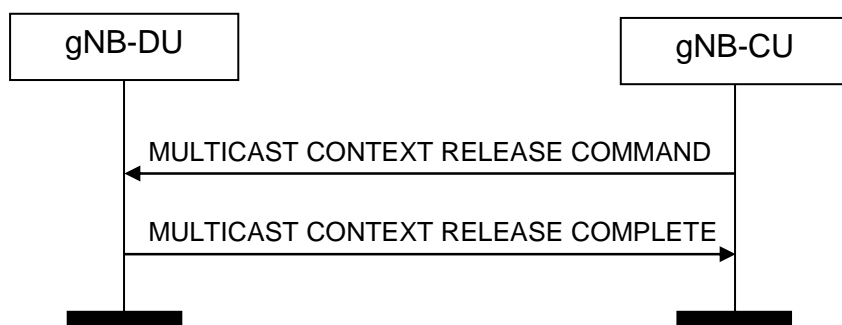 gNB-DU
gNB-CU
MULTICAST CONTEXT RELEASE COMMAND
MULTICAST CONTEXT RELEASE COMPLETE